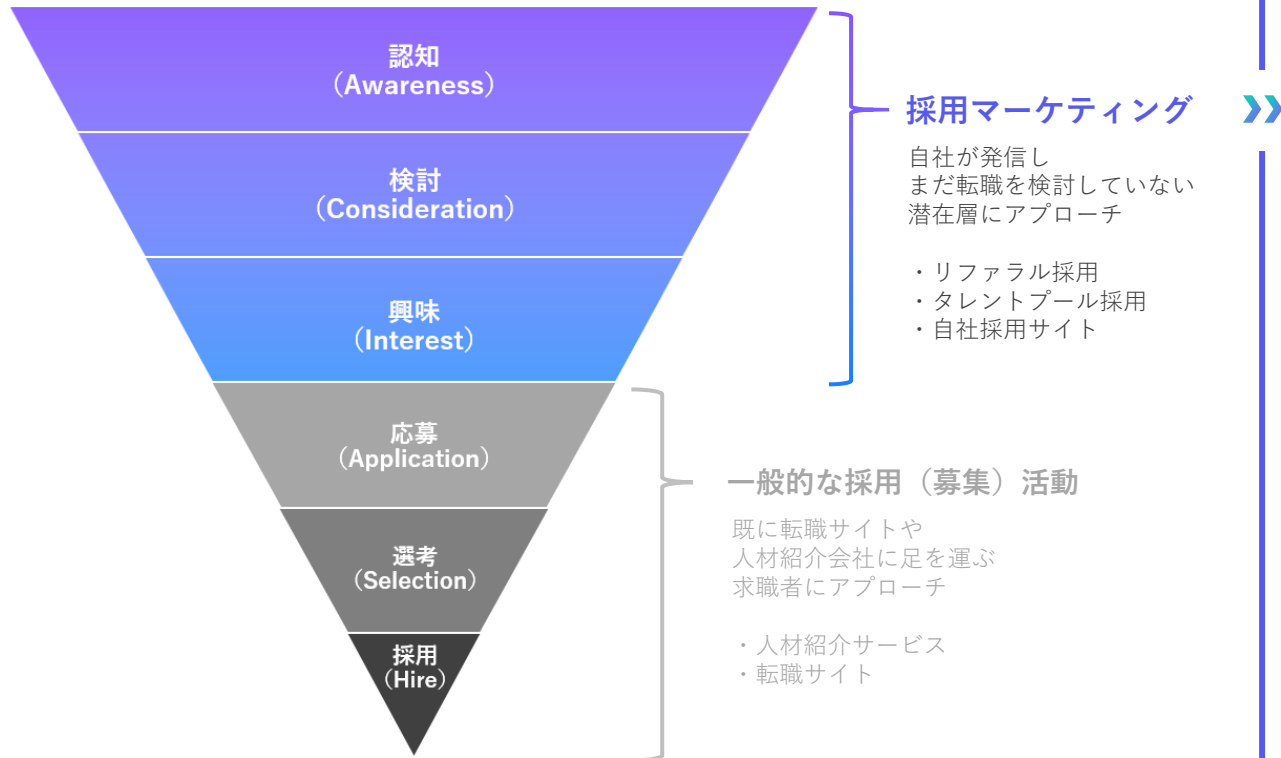 認知
（Awareness）
検討
（Consideration）
興味
（Interest）
応募
（Application）
選考
（Selection）
採用
（Hire）
採用マーケティング
自社が発信し
まだ転職を検討していない
潜在層にアプローチ
・リファラル採用
・タレントプール採用
・自社採用サイト
一般的な採用（募集）活動
既に転職サイトや
人材紹介会社に足を運ぶ
求職者にアプローチ
・人材紹介サービス
・転職サイト